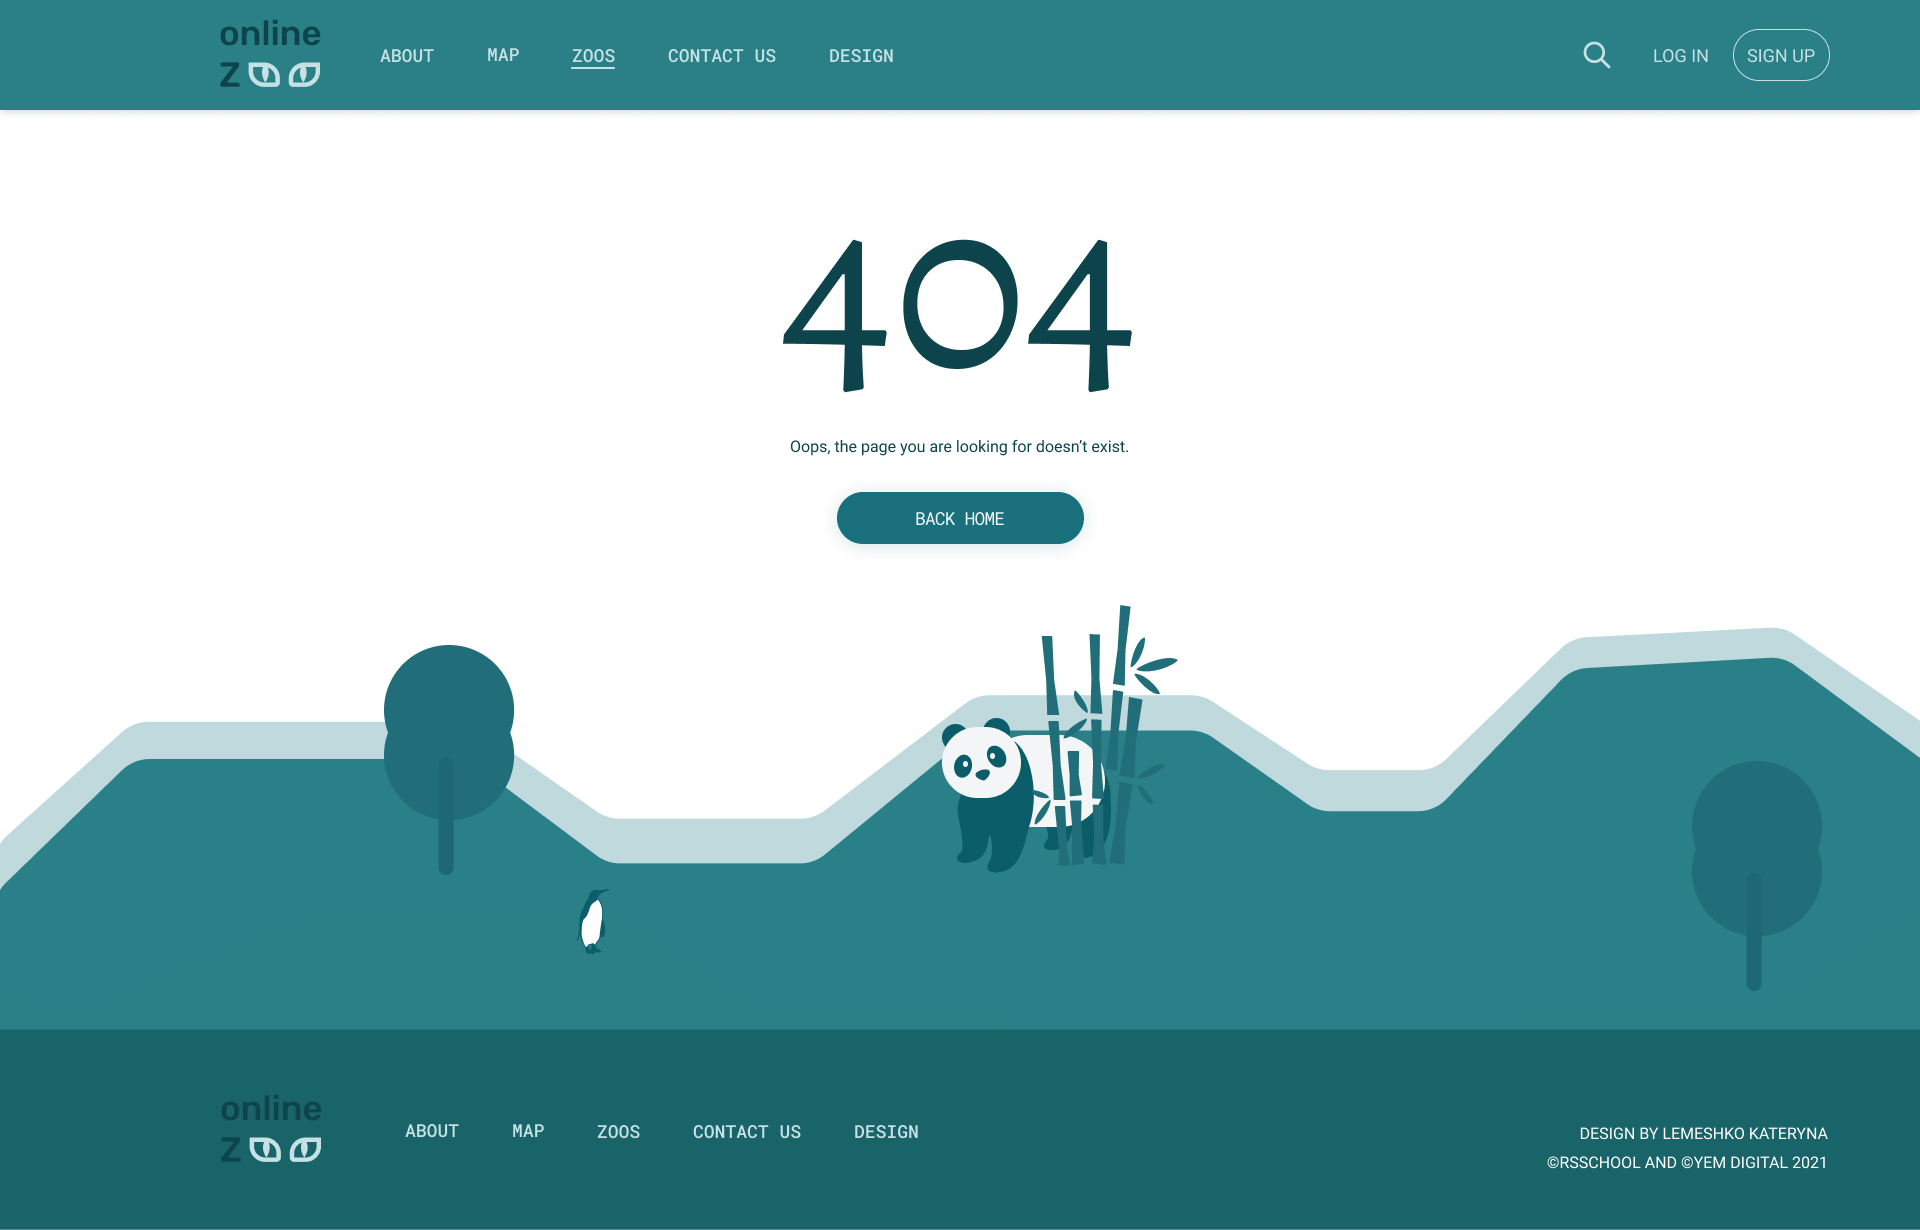 online
zoo
ABOUT MAP ZOOS CONTACT US DESIGN
LOG IN SIGN UP
404
Oops, the page you are looking for doesn’t exist.
BACK HOME
online
zoo
ABOUT MAP ZOOS CONTACT US DESIGN
DESIGN BY LEMESHKO KATERYNA
©RSSCHOOL AND ©YEM DIGITAL 2021